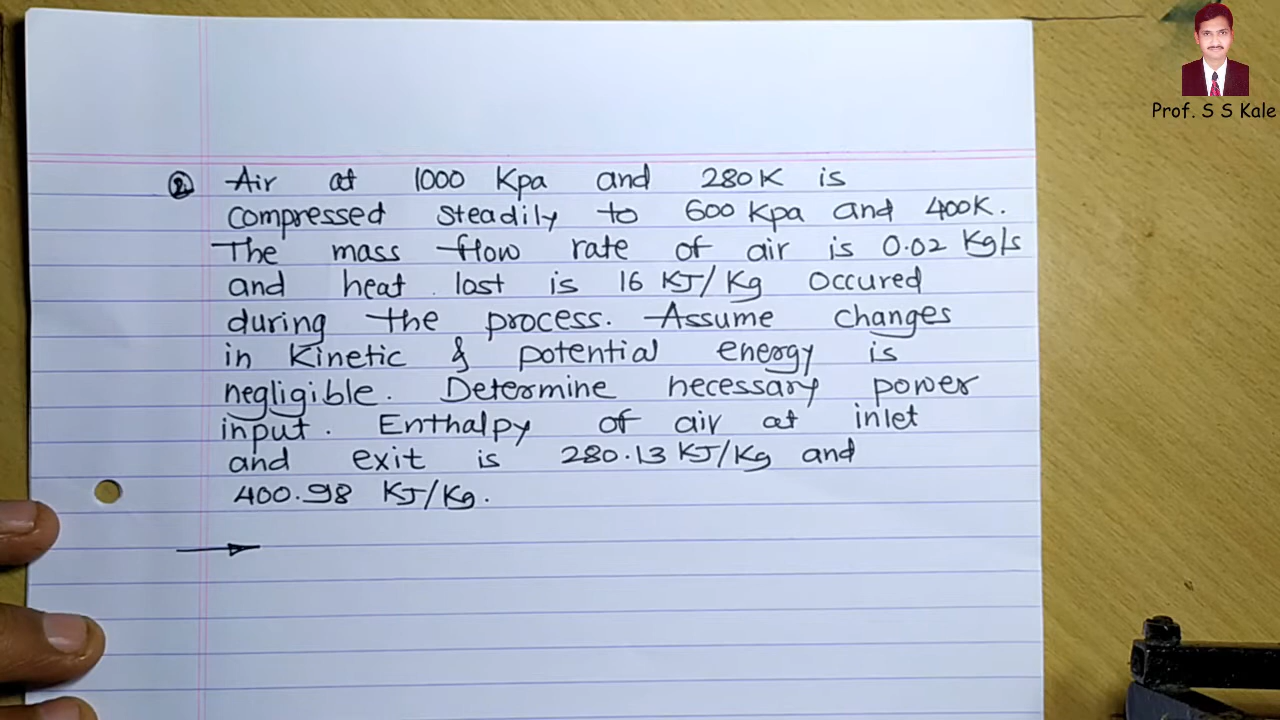 Prof. S S Kale
② Air at 1000 Kpa and 280K is
compressed steadily to 600 Kpa and 400K.
The mass flow rate of air is 0.02 Kg/s
and heat lost is 16 KJ/Kg occured
during the process. Assume changes
in kinetic & potential energy is
negligible. Determine necessary power
input. Enthalpy of air at inlet
and exit is 280.13 KJ/Kg and
400.98 KJ/Kg.